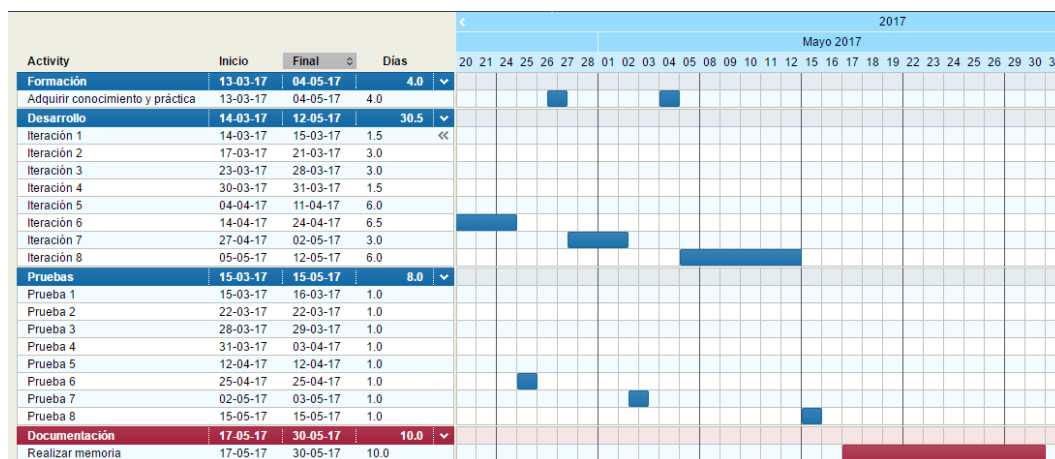 2017
Mayo 2017
Activity Inicio Final Días 20 21 24 25 26 27 28 01 02 03 04 05 08 09 10 11 12 15 16 17 18 19 22 23 24 25 26 29 30 3
Formación 13-03-17 04-05-17 4.0
Adquirir conocimiento y práctica 13-03-17 04-05-17 4.0
Desarrollo 14-03-17 12-05-17 30.5
Iteración 1 14-03-17 15-03-17 1.5
Iteración 2 17-03-17 21-03-17 3.0
Iteración 3 23-03-17 28-03-17 3.0
Iteración 4 30-03-17 31-03-17 1.5
Iteración 5 04-04-17 11-04-17 6.0
Iteración 6 14-04-17 24-04-17 6.5
Iteración 7 27-04-17 02-05-17 3.0
Iteración 8 05-05-17 12-05-17 6.0
Pruebas 15-03-17 15-05-17 8.0
Prueba 1 15-03-17 16-03-17 1.0
Prueba 2 22-03-17 22-03-17 1.0
Prueba 3 28-03-17 29-03-17 1.0
Prueba 4 31-03-17 03-04-17 1.0
Prueba 5 12-04-17 12-04-17 1.0
Prueba 6 25-04-17 25-04-17 1.0
Prueba 7 02-05-17 03-05-17 1.0
Prueba 8 15-05-17 15-05-17 1.0
Documentación 17-05-17 30-05-17 10.0
Realizar memoria 17-05-17 30-05-17 10.0